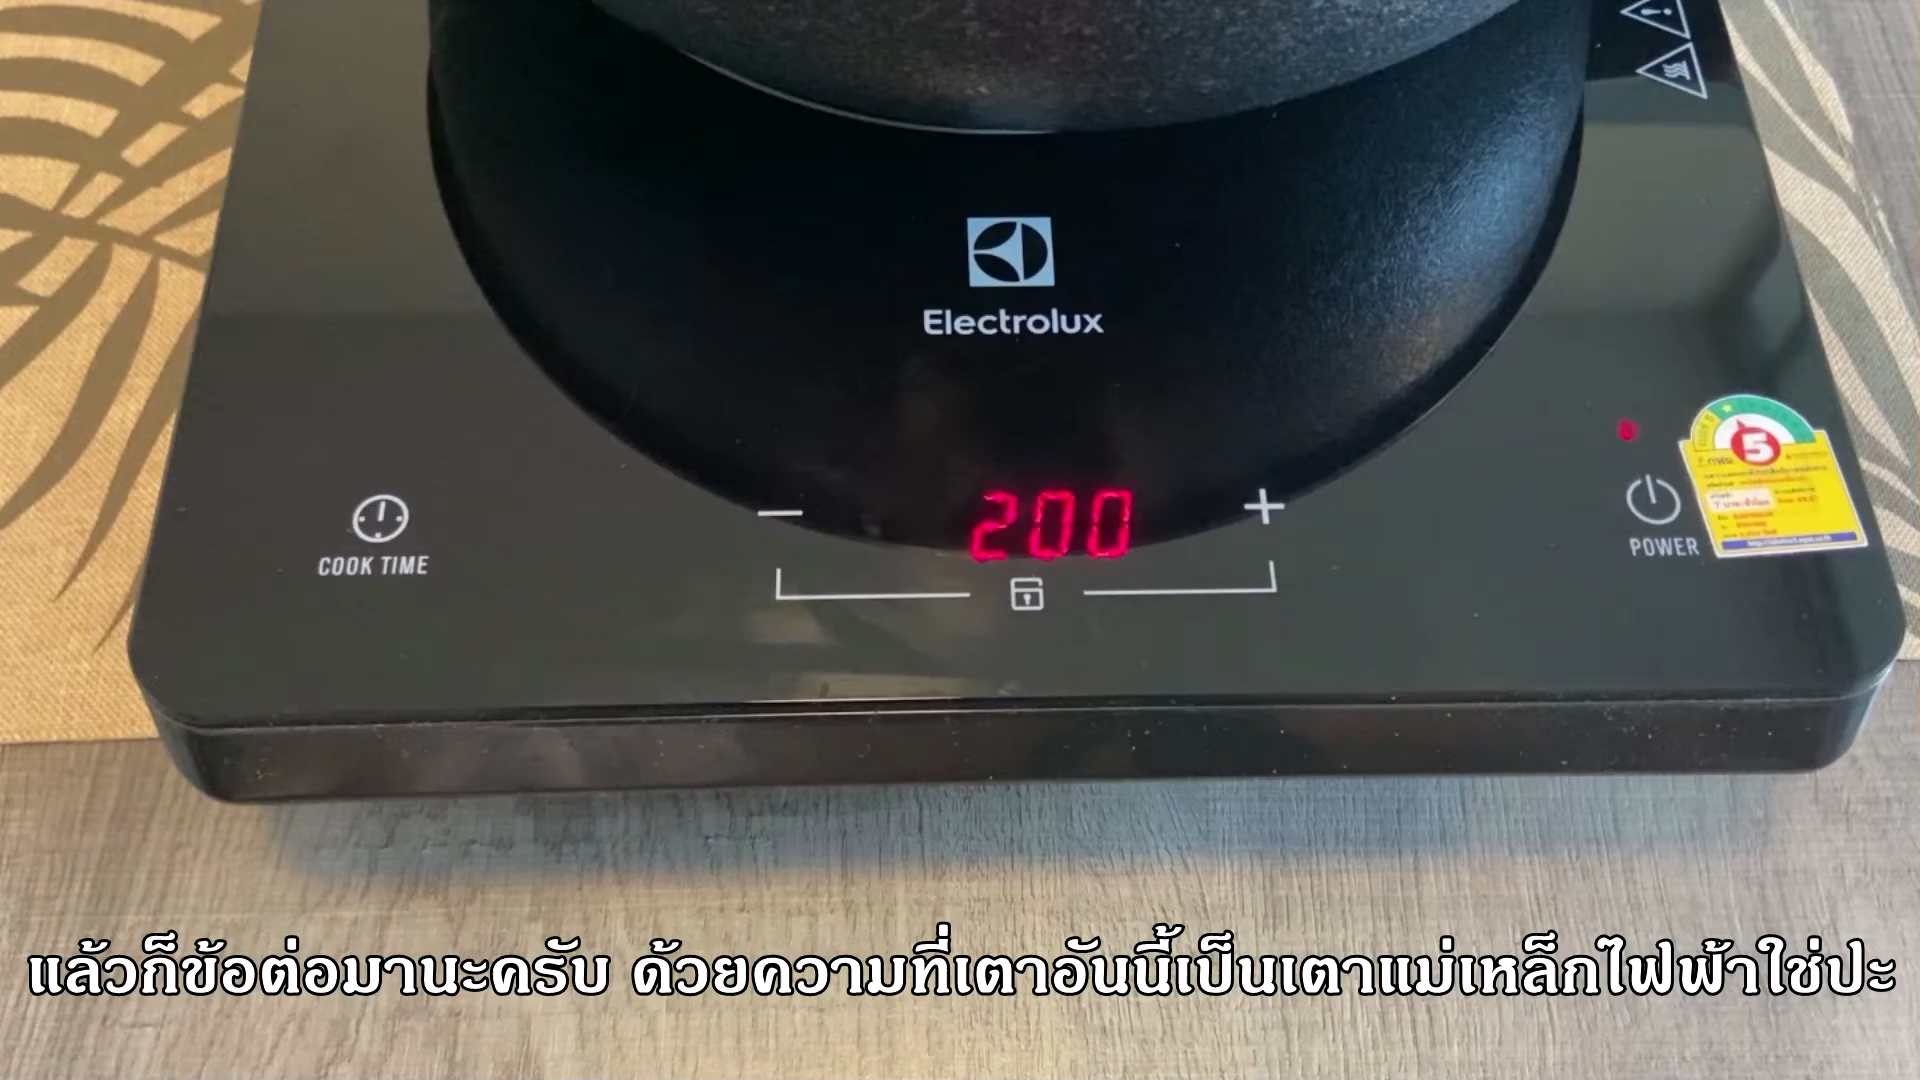 Electrolux
200
− +
COOK TIME
POWER
5
แล้วก็ข้อต่อมานะครับ ด้วยความที่เตาอันนี้เป็นเตาแม่เหล็กไฟฟ้าใช่ปะ